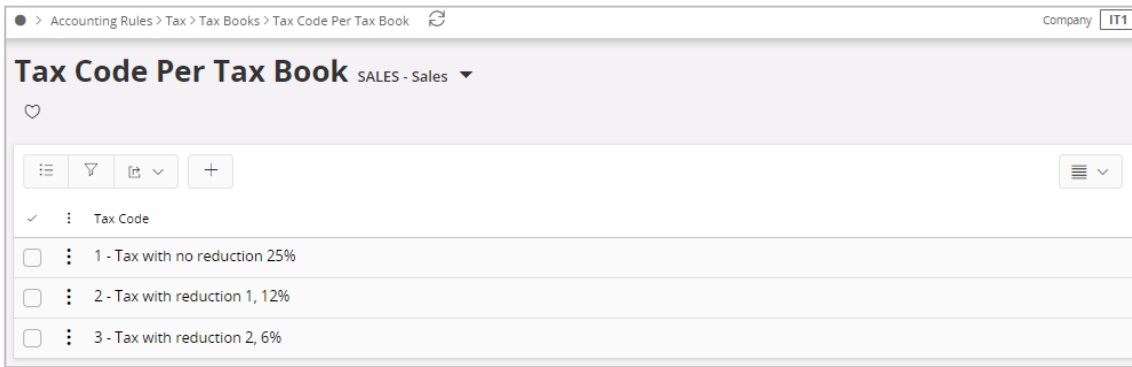 > Accounting Rules > Tax > Tax Books > Tax Code Per Tax Book Company IT1
Tax Code Per Tax Book SALES - Sales
Tax Code
1 - Tax with no reduction 25%
2 - Tax with reduction 1, 12%
3 - Tax with reduction 2, 6%